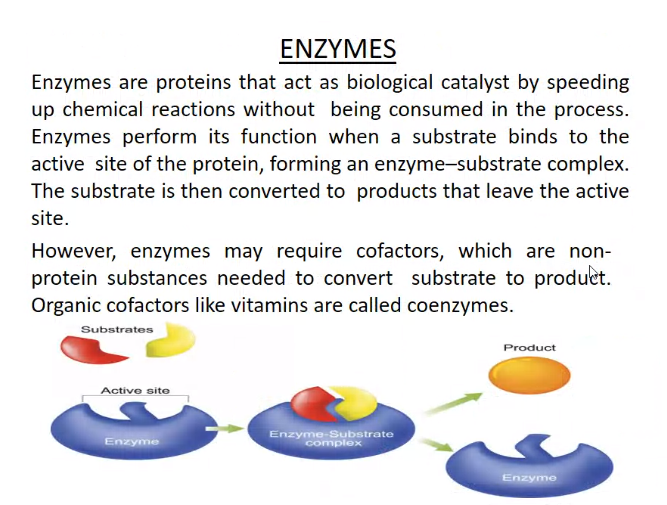 ENZYMES
Enzymes are proteins that act as biological catalyst by speeding
up chemical reactions without being consumed in the process.
Enzymes perform its function when a substrate binds to the
active site of the protein, forming an enzyme–substrate complex.
The substrate is then converted to products that leave the active
site.
However, enzymes may require cofactors, which are non-
protein substances needed to convert substrate to product.
Organic cofactors like vitamins are called coenzymes.
Substrates
Product
Active site
Enzyme
Enzyme-Substrate
complex
Enzyme